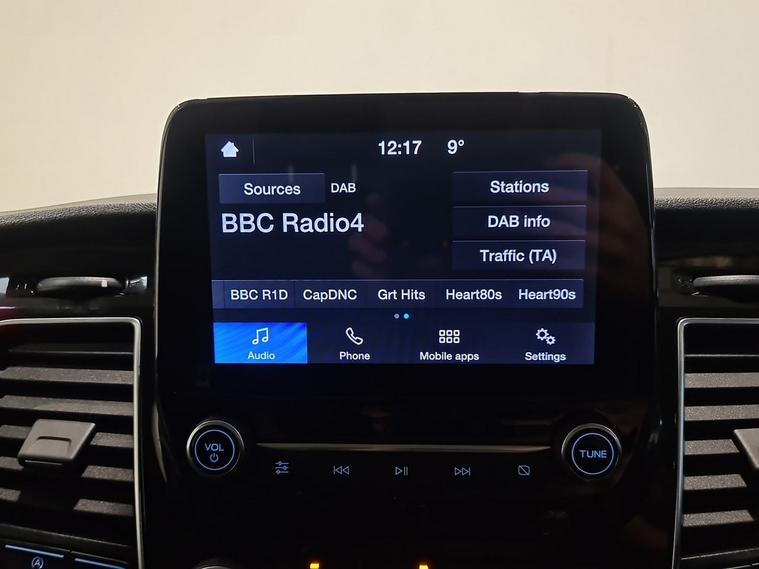 12:17 9°
Sources DAB Stations
BBC Radio4 DAB info
Traffic (TA)
BBC R1D CapDNC Grt Hits Heart80s Heart90s
Audio Phone Mobile apps Settings
VOL TUNE
A